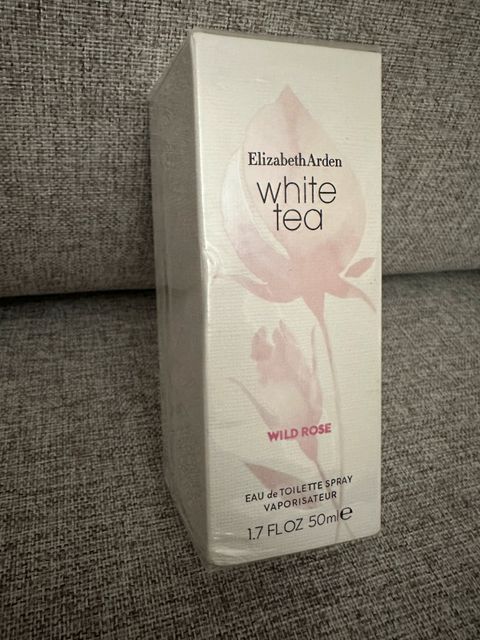 ElizabethArden
white
tea
WILD ROSE
EAU de TOILETTE SPRAY
VAPORISATEUR
1.7 FL OZ 50ml e